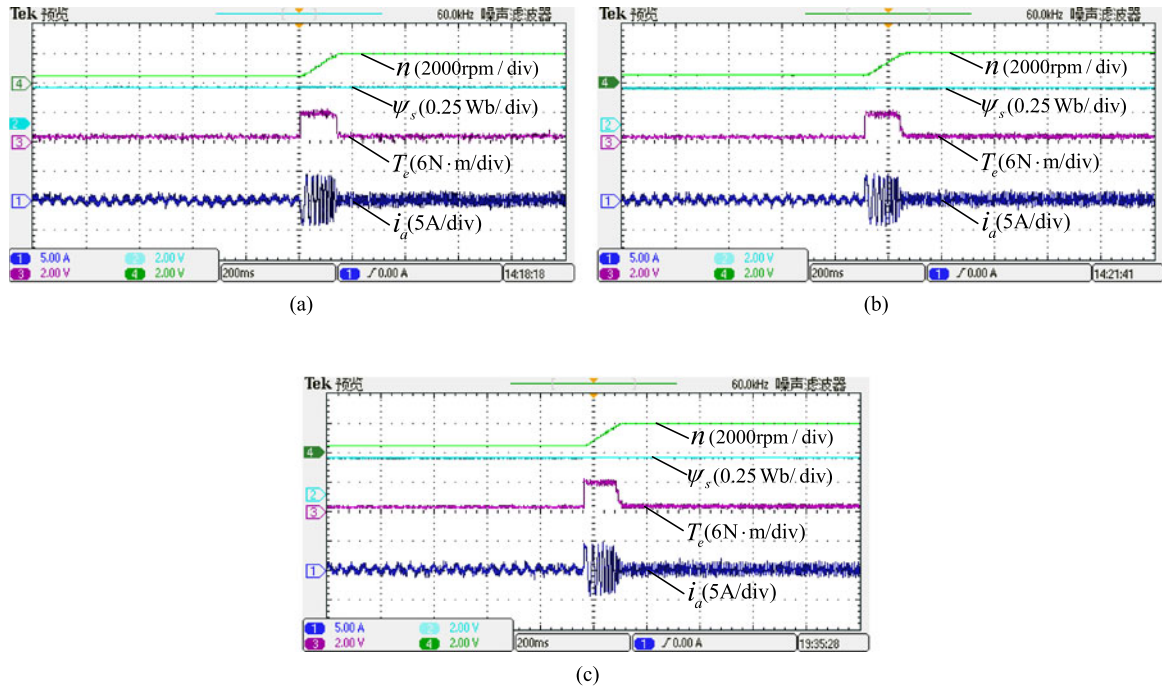 Tek 预览
60.0kHz 噪声滤波器
4
n (2000rpm / div)
ψs (0.25 Wb/ div)
2
3
Te(6N · m/div)
1
ia(5A/div)
1 5.00 A 2 2.00 V
3 2.00 V 4 2.00 V
200ms
1 ∫ 0.00 A
14:18:18
(a)
Tek 预览
60.0kHz 噪声滤波器
4
n (2000rpm / div)
ψs (0.25 Wb/ div)
2
3
Te(6N · m/div)
1
ia(5A/div)
1 5.00 A 2 2.00 V
3 2.00 V 4 2.00 V
200ms
1 ∫ 0.00 A
14:21:41
(b)
Tek 预览
60.0kHz 噪声滤波器
4
n (2000rpm / div)
ψs (0.25 Wb/ div)
2
3
Te(6N · m/div)
1
ia(5A/div)
1 5.00 A 2 2.00 V
3 2.00 V 4 2.00 V
200ms
1 ∫ 0.00 A
19:35:28
(c)